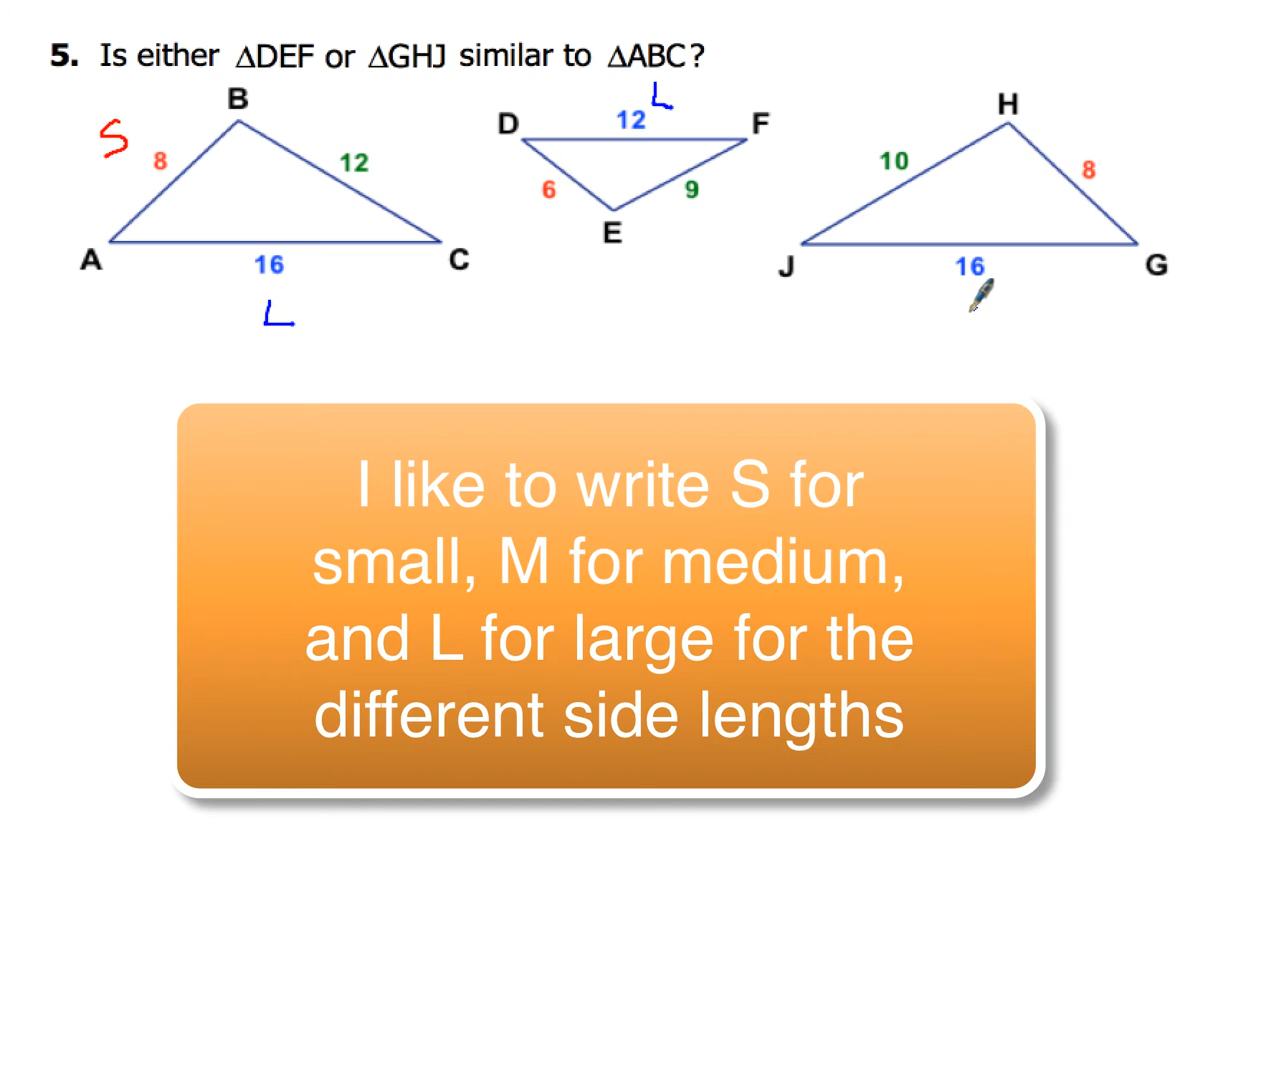 5. Is either ΔDEF or ΔGHJ similar to ΔABC?
B
S
8
12
A
16
C
L
L
D
12
F
6
9
E
H
10
8
J
16
G
I like to write S for
small, M for medium,
and L for large for the
different side lengths